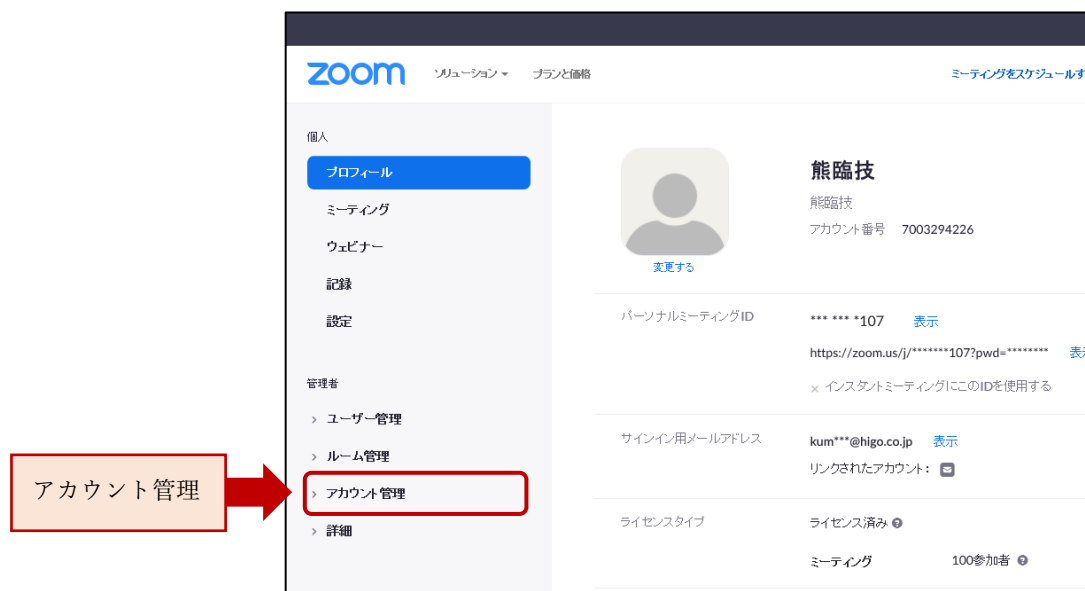 zoom ソリューション プランと価格 ミーティングをスケジュールす
個人
プロフィール
ミーティング
ウェビナー
記録
設定
管理者
ユーザー管理
ルーム管理
アカウント管理
詳細
アカウント管理
変更する
熊臨技
熊臨技
アカウント番号 7003294226
パーソナルミーティングID *** *** *107 表示
https://zoom.us/j/*******107?pwd=******** 表示
× インスタントミーティングにこのIDを使用する
サインイン用メールアドレス kum***@higo.co.jp 表示
リンクされたアカウント:
ライセンスタイプ ライセンス済み
ミーティング 100参加者